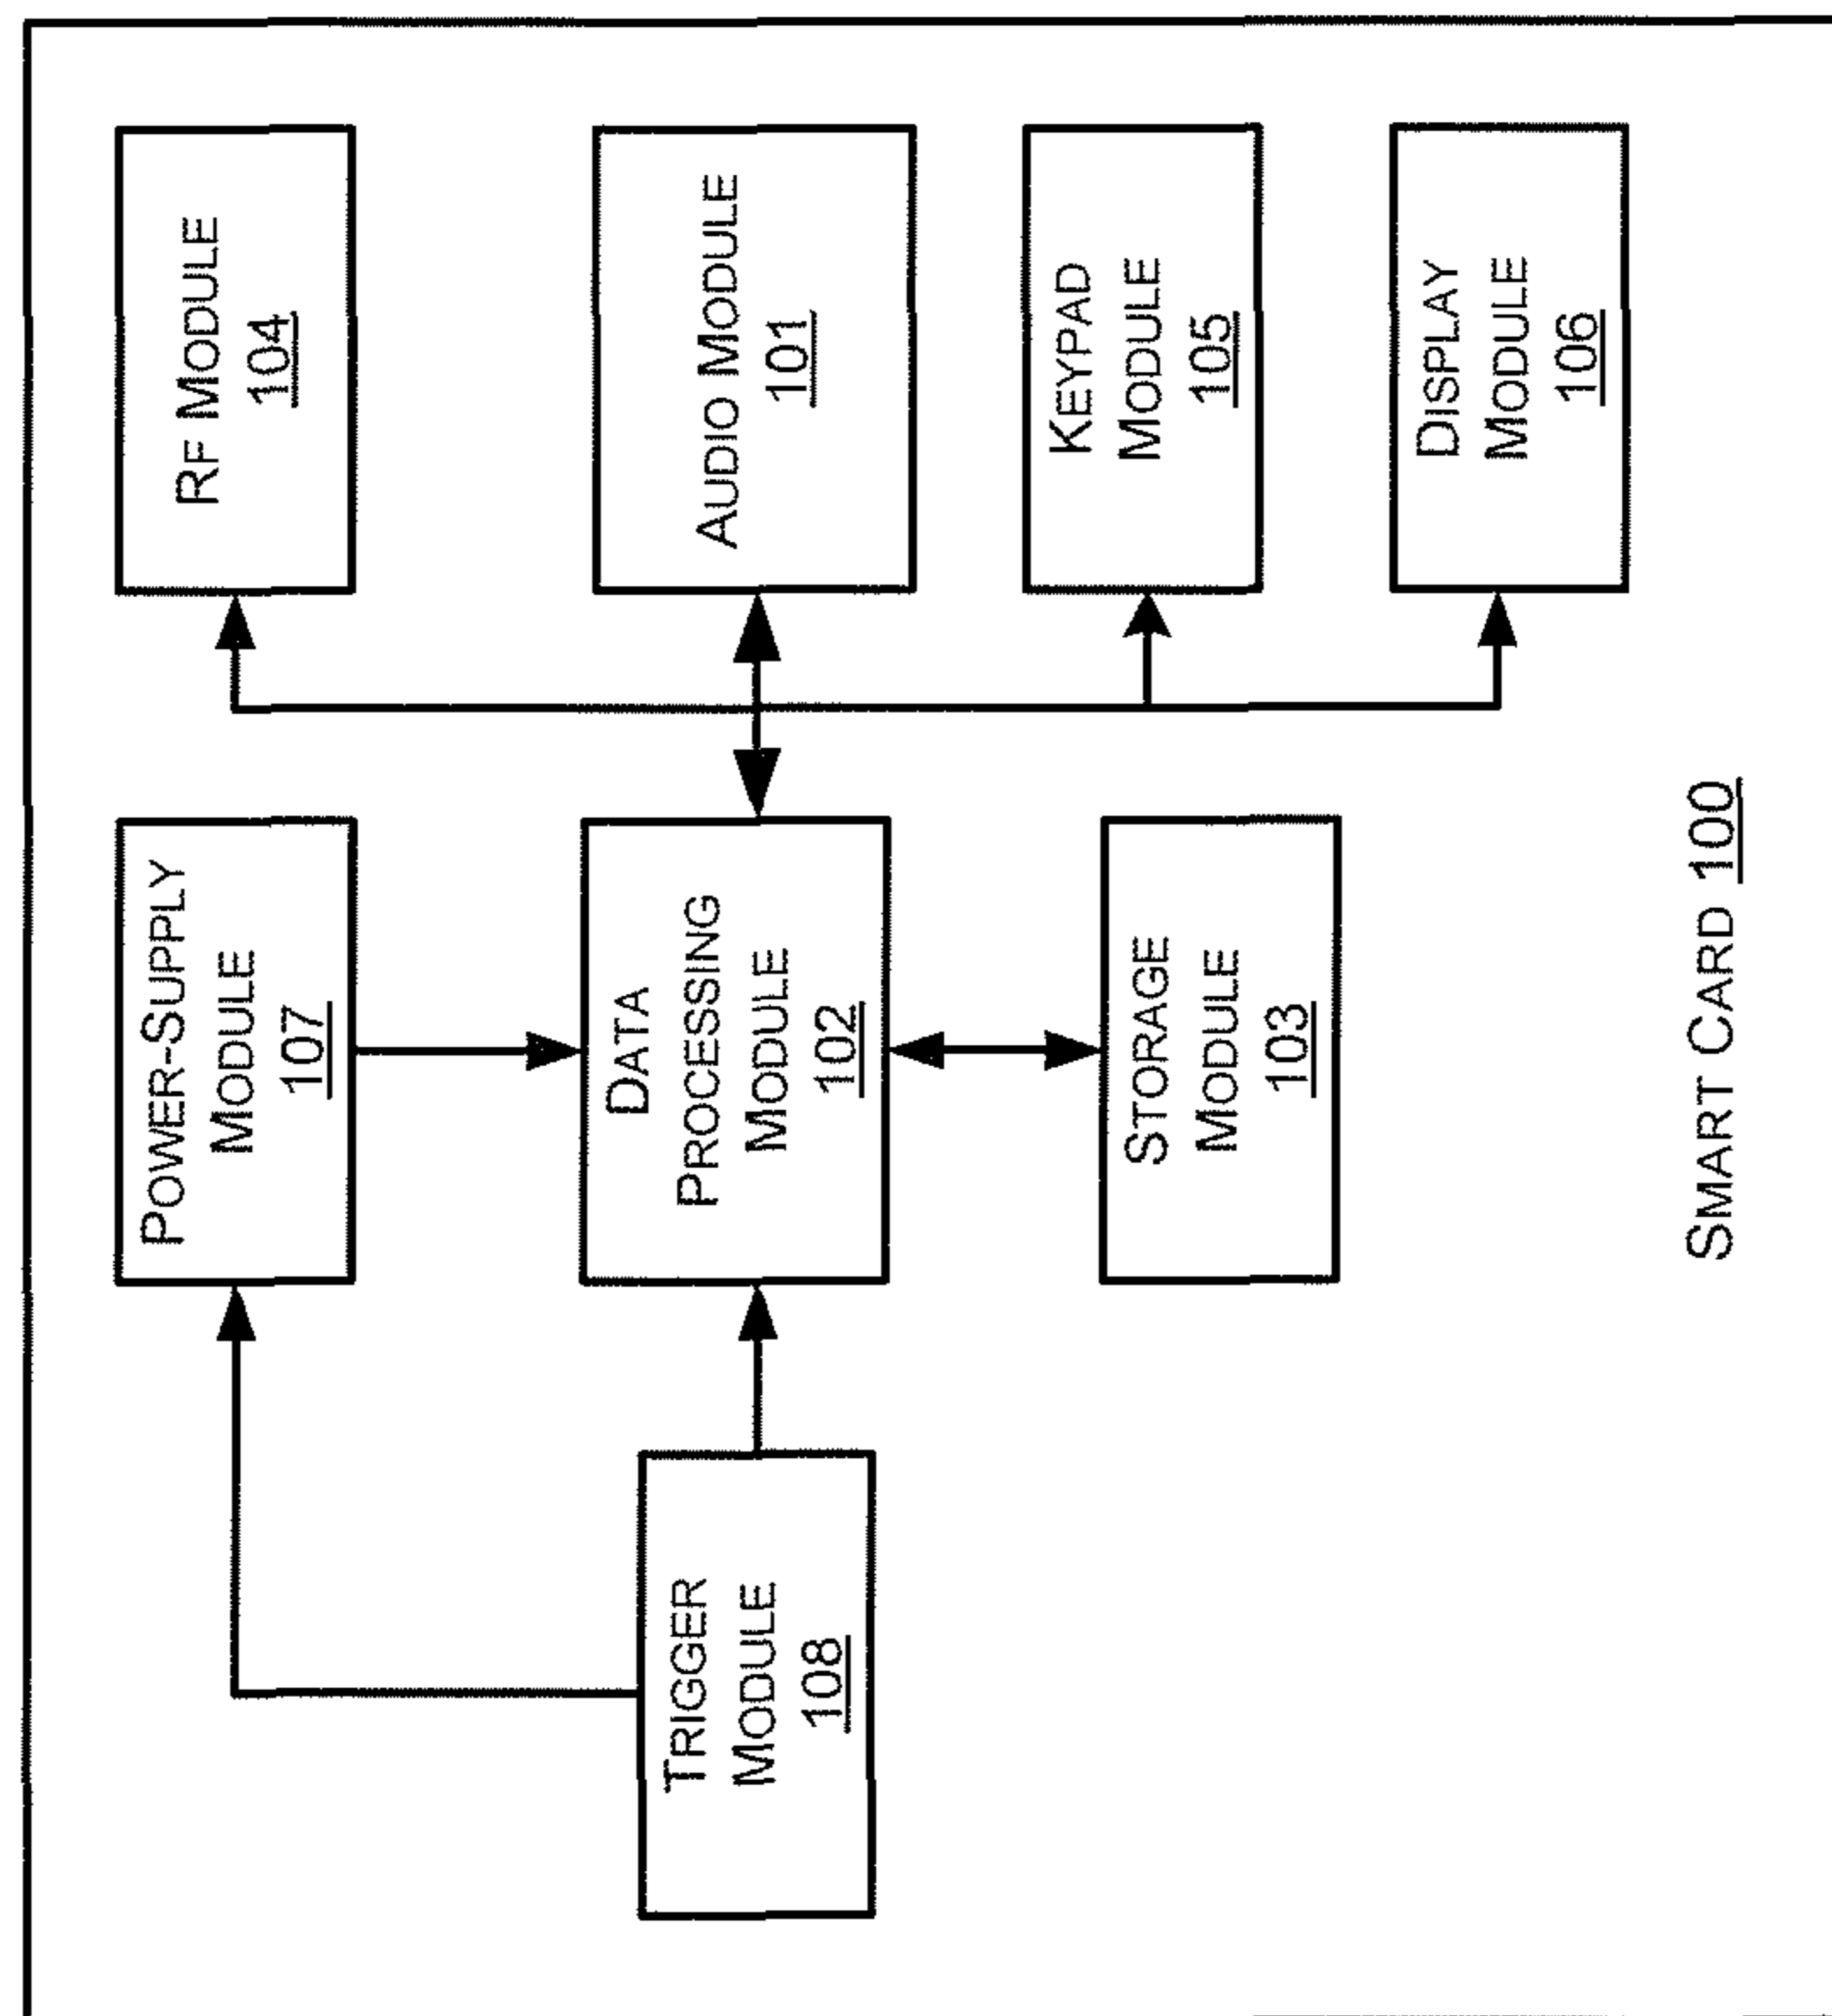 RF MODULE
104
AUDIO MODULE
101
KEYPAD
MODULE
105
DISPLAY
MODULE
106
POWER-SUPPLY
MODULE
107
DATA
PROCESSING
MODULE
102
STORAGE
MODULE
103
TRIGGER
MODULE
108
SMART CARD 100